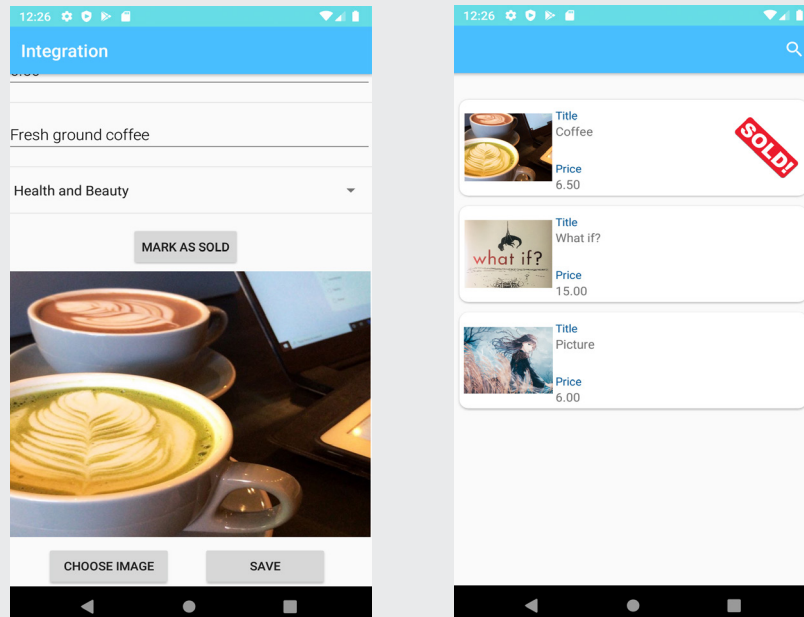 12:26
Integration
Fresh ground coffee
Health and Beauty
MARK AS SOLD
CHOOSE IMAGE
SAVE
12:26
Title
Coffee
SOLD!
Price
6.50
Title
What if?
what if?
Price
15.00
Title
Picture
Price
6.00